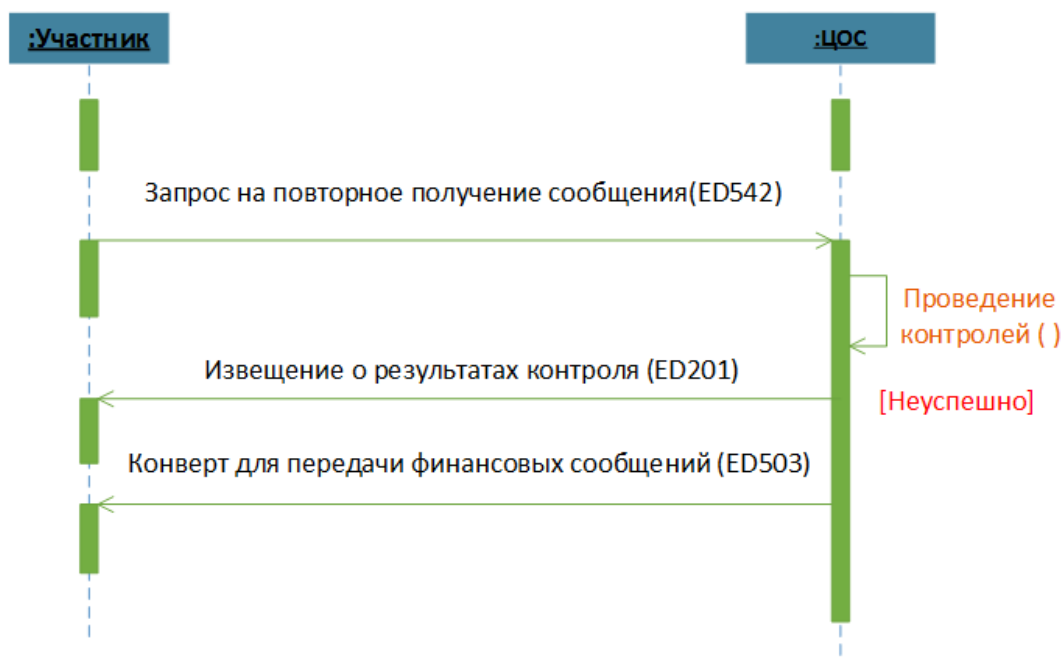 :Участник
:ЦОС
Запрос на повторное получение сообщения(ED542)
Проведение
контролей ( )
Извещение о результатах контроля (ED201)
[Неуспешно]
Конверт для передачи финансовых сообщений (ED503)